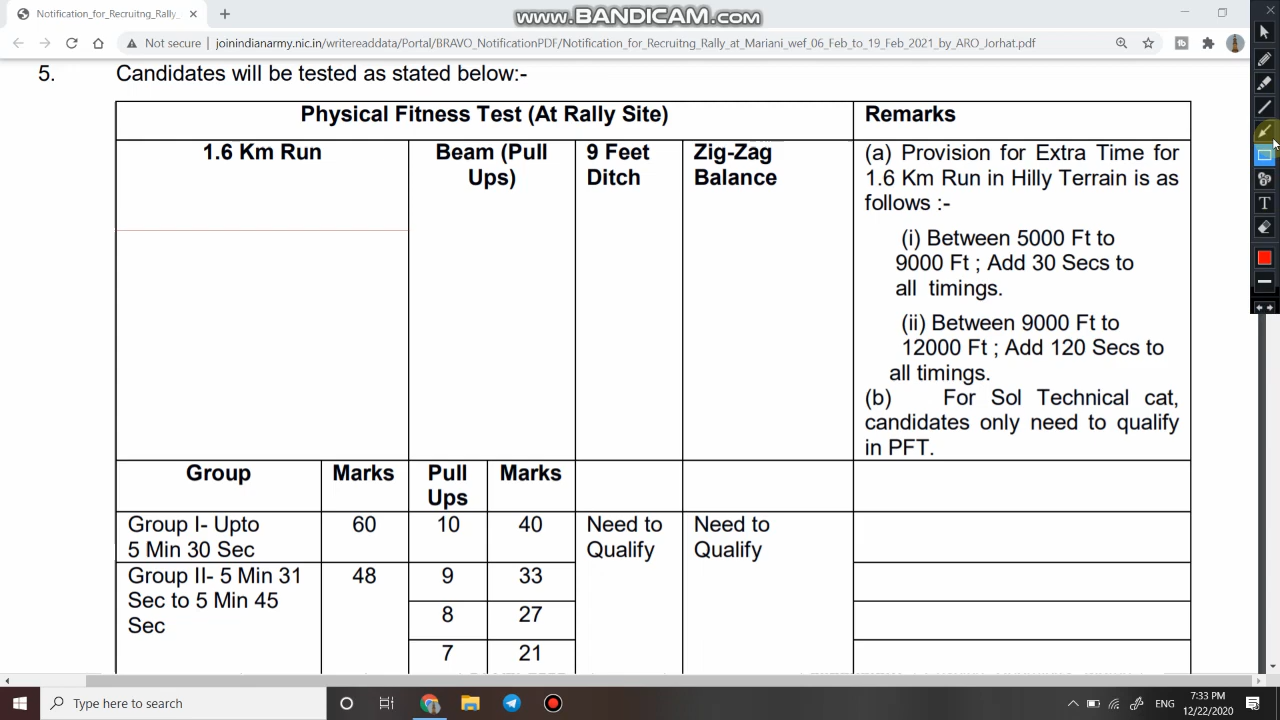 Notification_for_Recruitng_Rally_
www.BANDICAM.com
Not secure
joinindianarmy.nic.in/writereaddata/Portal/BRAVO_NotificationPDF/Notification_for_Recruitng_Rally_at_Mariani_wef_06_Feb_to_19_Feb_2021_by_ARO_Jorhat.pdf
5. Candidates will be tested as stated below:-
Physical Fitness Test (At Rally Site)
Remarks
1.6 Km Run
Beam (Pull
Ups)
9 Feet
Ditch
Zig-Zag
Balance
(a) Provision for Extra Time for
1.6 Km Run in Hilly Terrain is as
follows :-
(i) Between 5000 Ft to
9000 Ft ; Add 30 Secs to
all timings.
(ii) Between 9000 Ft to
12000 Ft ; Add 120 Secs to
all timings.
(b) For Sol Technical cat,
candidates only need to qualify
in PFT.
Group
Marks
Pull
Ups
Marks
Group I- Upto
5 Min 30 Sec
60
10
40
Need to
Qualify
Need to
Qualify
Group II- 5 Min 31
Sec to 5 Min 45
Sec
48
9
33
8
27
7
21
Type here to search
ENG
7:33 PM
12/22/2020